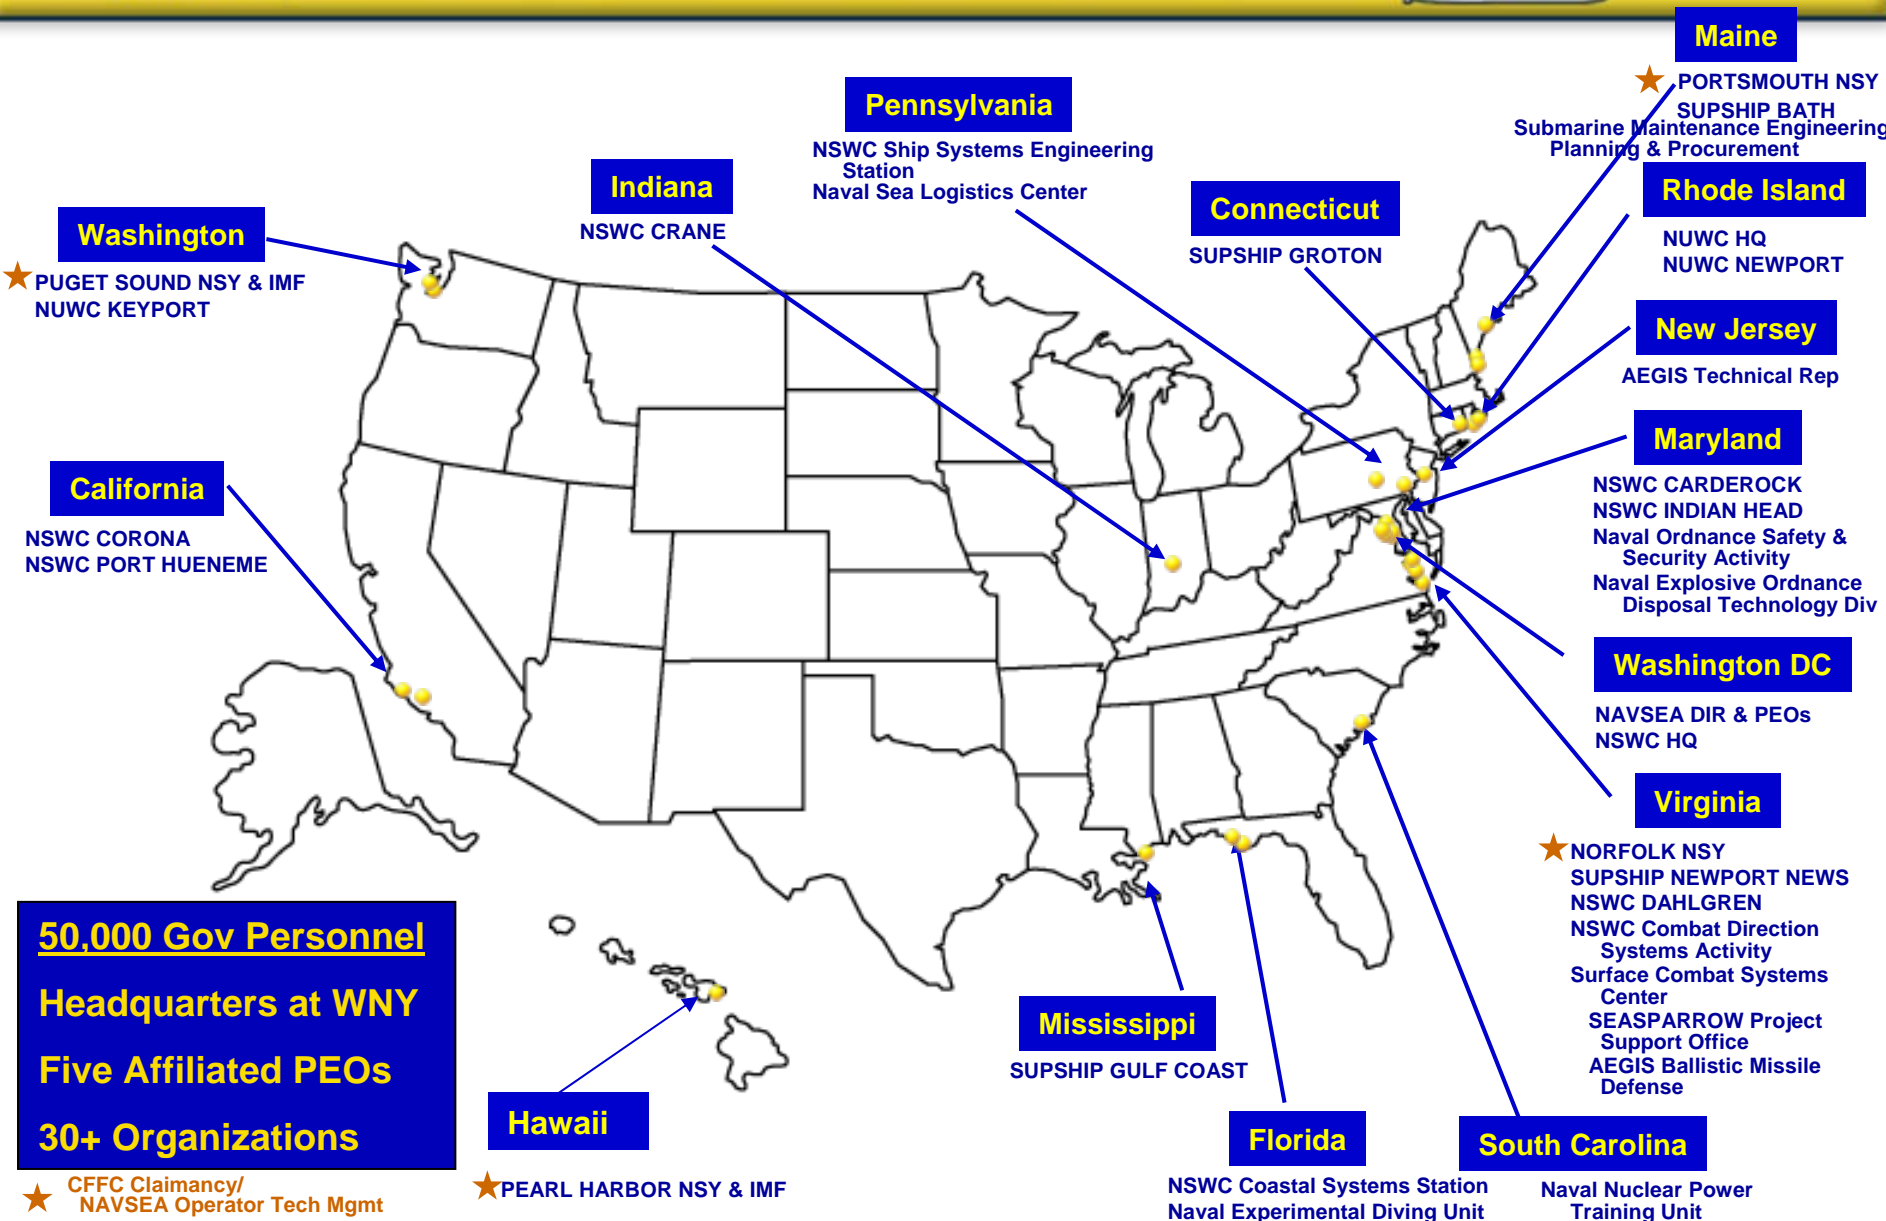 Maine
PORTSMOUTH NSY
SUPSHIP BATH
Submarine Maintenance Engineering
Planning & Procurement
Pennsylvania
NSWC Ship Systems Engineering
Station
Naval Sea Logistics Center
Indiana
NSWC CRANE
Connecticut
SUPSHIP GROTON
Rhode Island
NUWC HQ
NUWC NEWPORT
Washington
PUGET SOUND NSY & IMF
NUWC KEYPORT
New Jersey
AEGIS Technical Rep
Maryland
NSWC CARDEROCK
NSWC INDIAN HEAD
Naval Ordnance Safety &
Security Activity
Naval Explosive Ordnance
Disposal Technology Div
California
NSWC CORONA
NSWC PORT HUENEME
Washington DC
NAVSEA DIR & PEOs
NSWC HQ
Virginia
NORFOLK NSY
SUPSHIP NEWPORT NEWS
NSWC DAHLGREN
NSWC Combat Direction
Systems Activity
Surface Combat Systems
Center
SEASPARROW Project
Support Office
AEGIS Ballistic Missile
Defense
50,000 Gov Personnel
Headquarters at WNY
Five Affiliated PEOs
30+ Organizations
CFFC Claimancy/
NAVSEA Operator Tech Mgmt
Hawaii
PEARL HARBOR NSY & IMF
Mississippi
SUPSHIP GULF COAST
Florida
NSWC Coastal Systems Station
Naval Experimental Diving Unit
South Carolina
Naval Nuclear Power
Training Unit